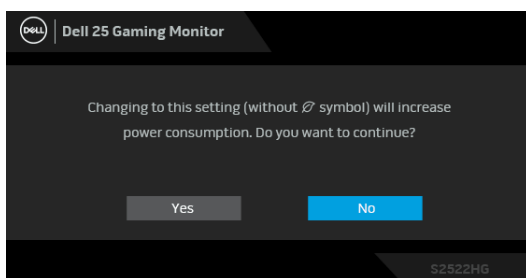 DELL
Dell 25 Gaming Monitor
Changing to this setting (without symbol) will increase
power consumption. Do you want to continue?
Yes
No
S2522HG